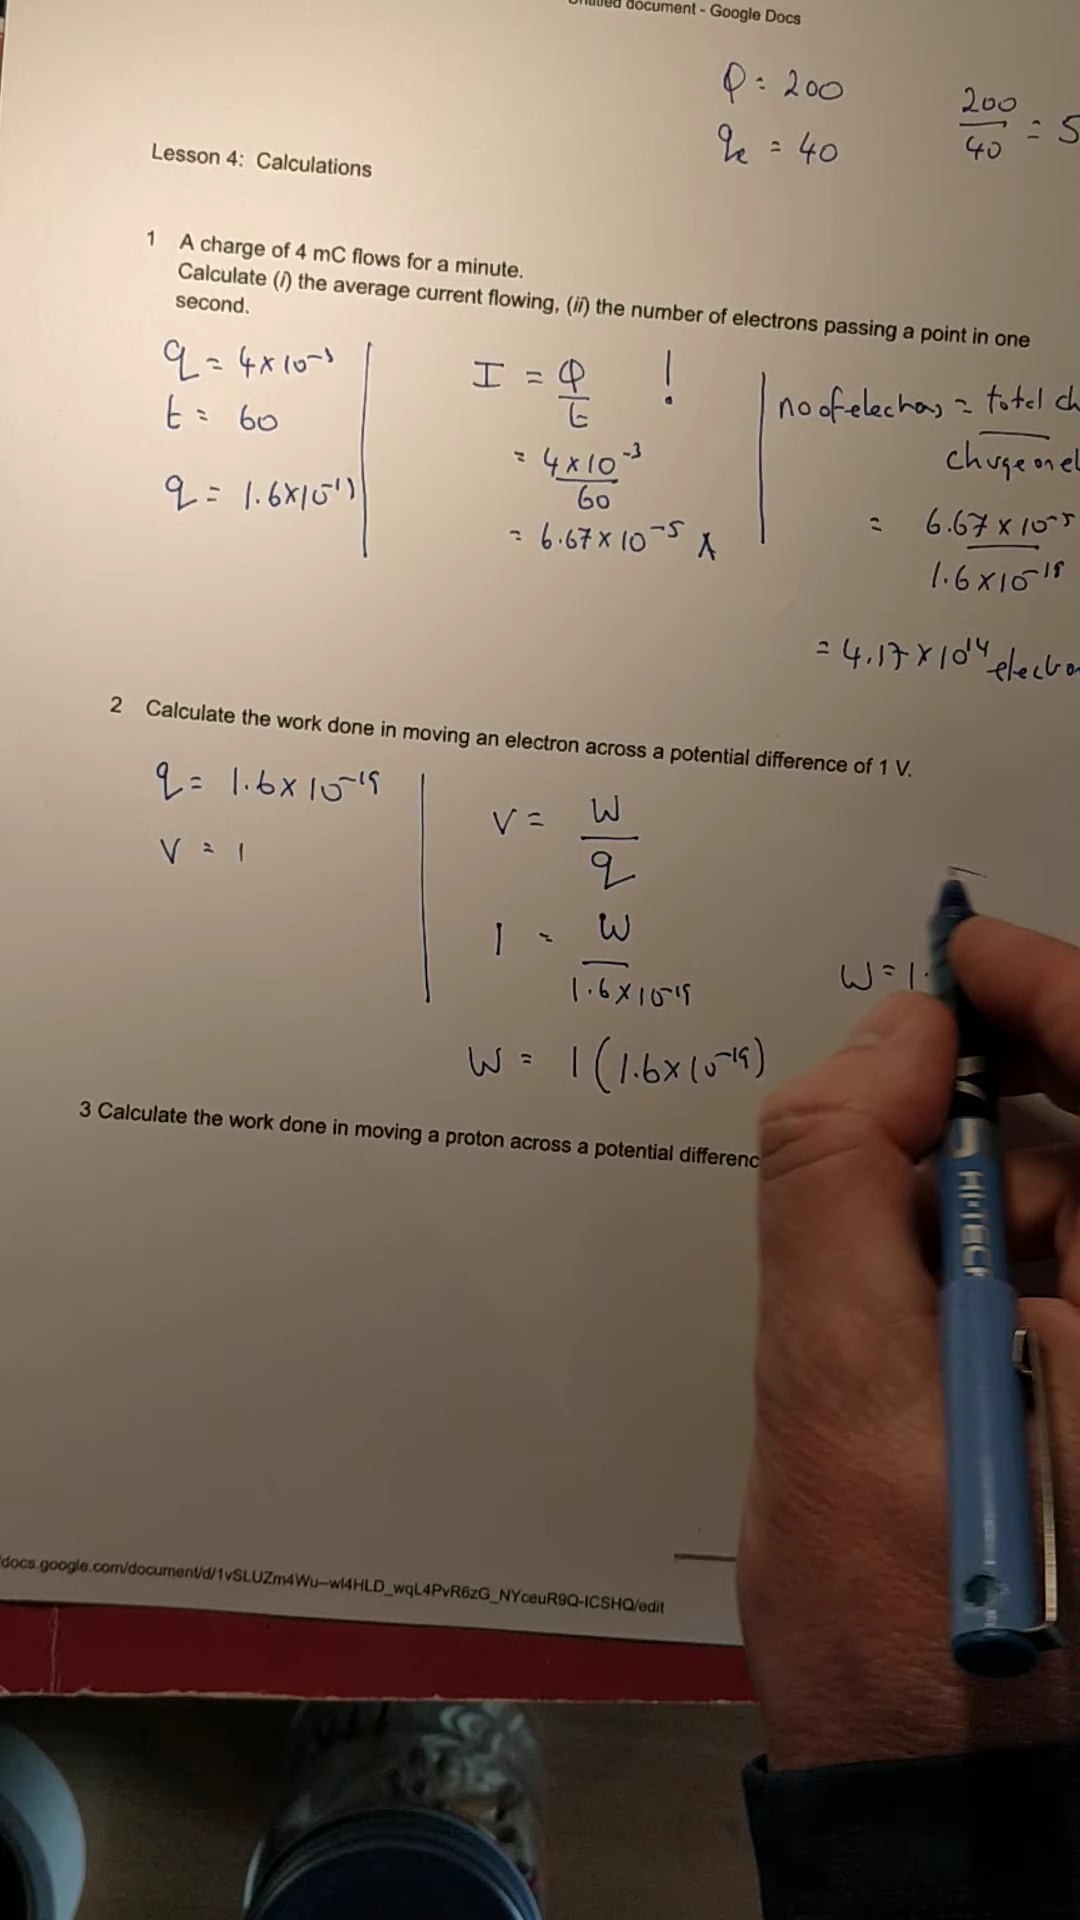 Untitled document - Google Docs
Q = 200
q_e = 40
200/40 = 5
Lesson 4: Calculations
1 A charge of 4 mC flows for a minute.
Calculate (i) the average current flowing, (ii) the number of electrons passing a point in one
second.
q = 4×10⁻³
t = 60
q = 1.6×10⁻¹⁹
I = Q/t !
= 4×10⁻³/60
= 6.67×10⁻⁵ A
no of electrons = total ch
charge on el
= 6.67×10⁻⁵
1.6×10⁻¹⁹
= 4.17×10¹⁴ electro
2 Calculate the work done in moving an electron across a potential difference of 1 V.
q = 1.6×10⁻¹⁹
V = 1
V = W/q
1 = W/1.6×10⁻¹⁹
W = 1(1.6×10⁻¹⁹)
W = 1.
3 Calculate the work done in moving a proton across a potential differenc
docs.google.com/document/d/1vSLUZm4Wu--wl4HLD_wqL4PvR6zG_NYceuR9Q-ICSHQ/edit
HI-TEC